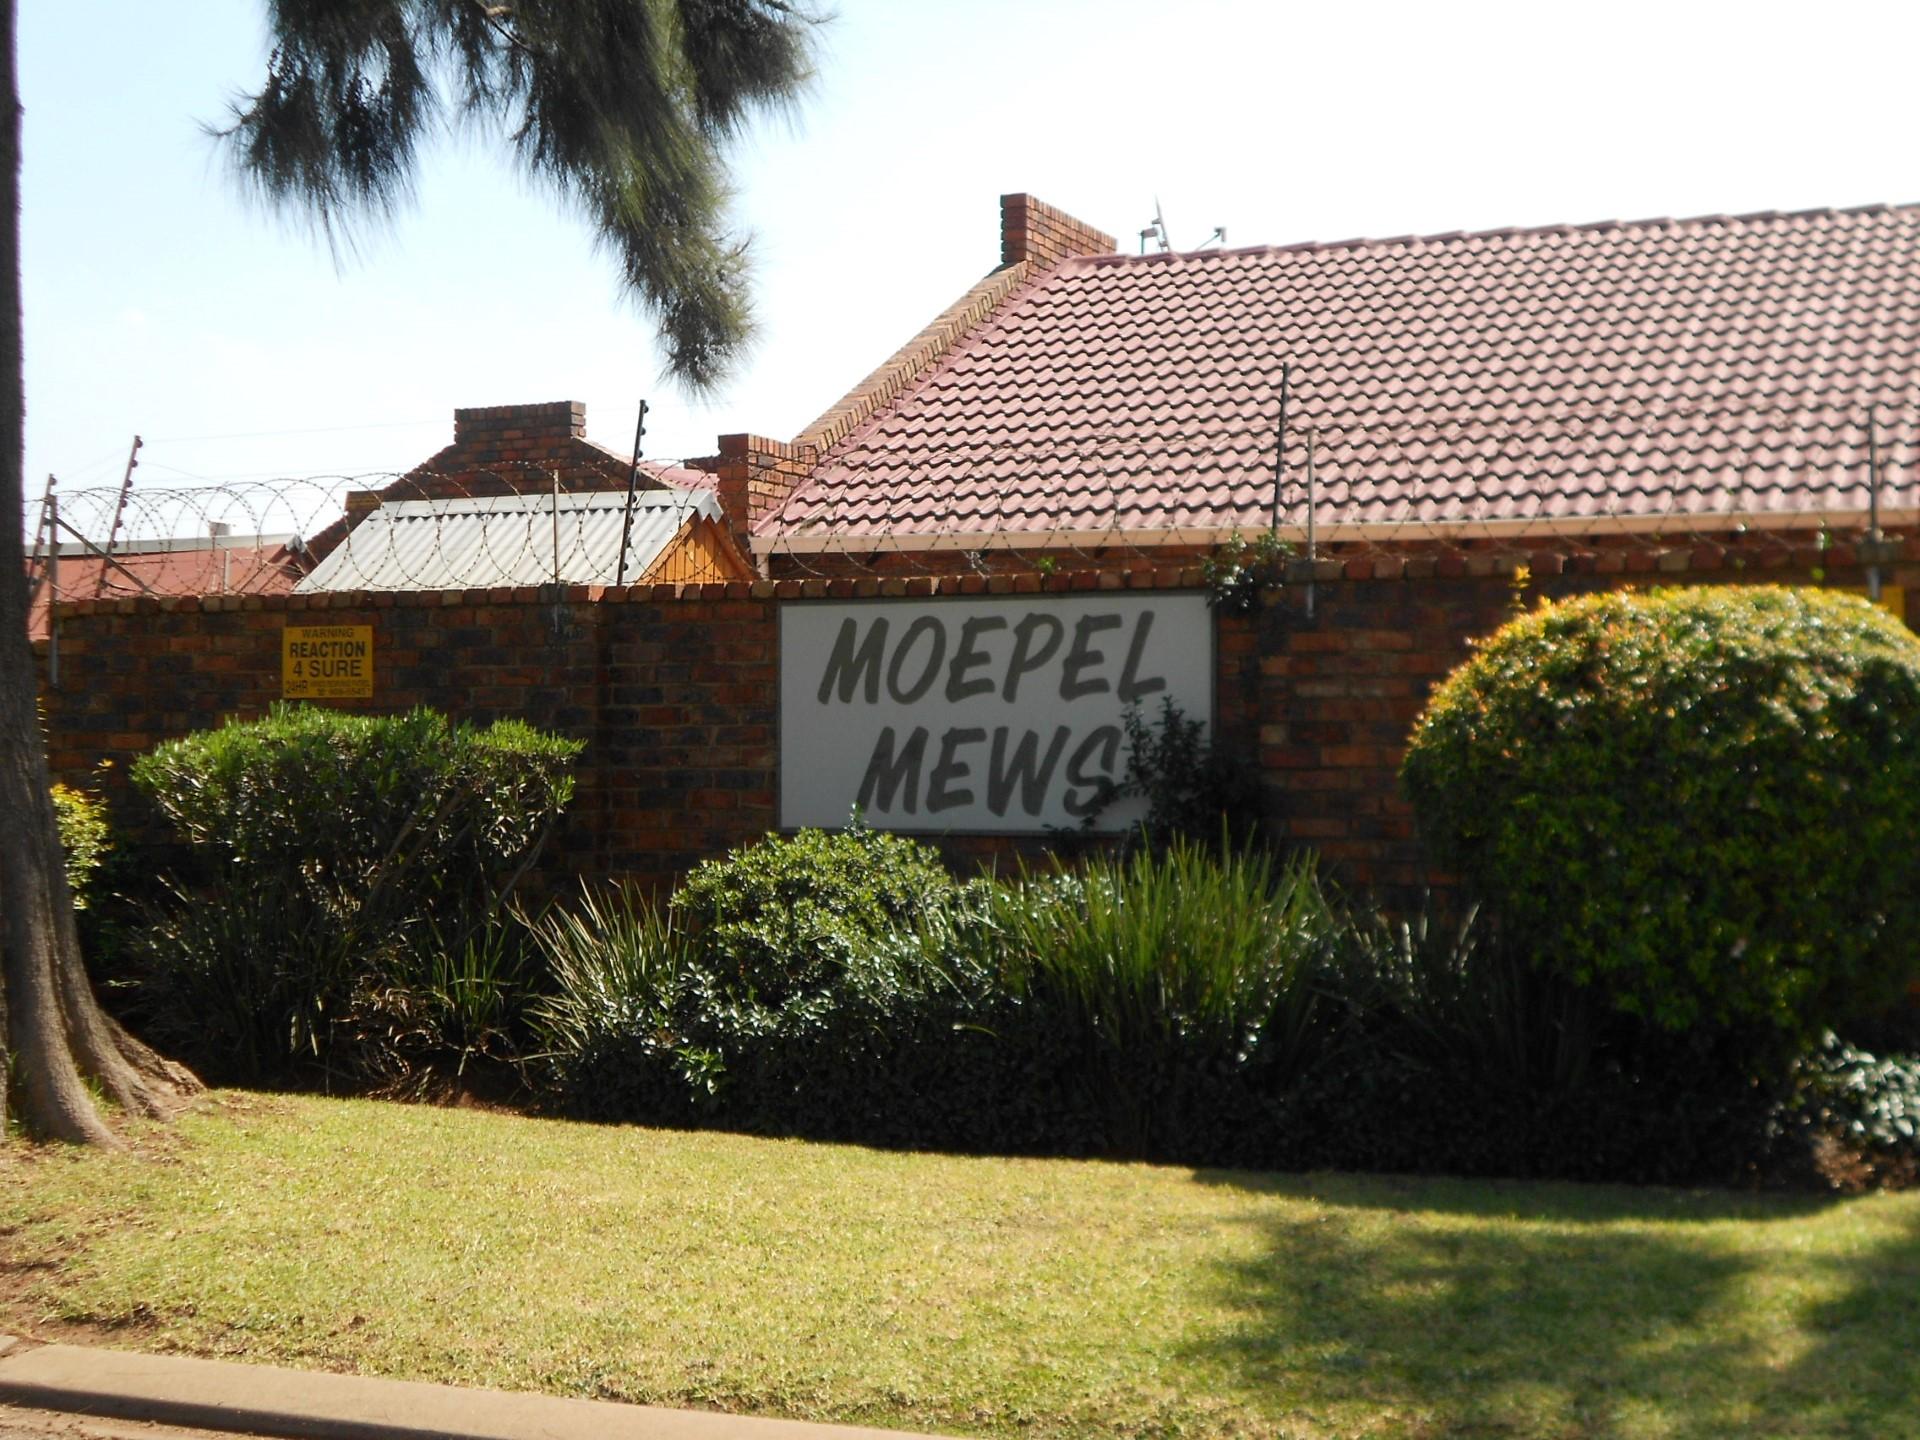 WARNING
REACTION
4 SURE
24HR
MOEPEL
MEWS